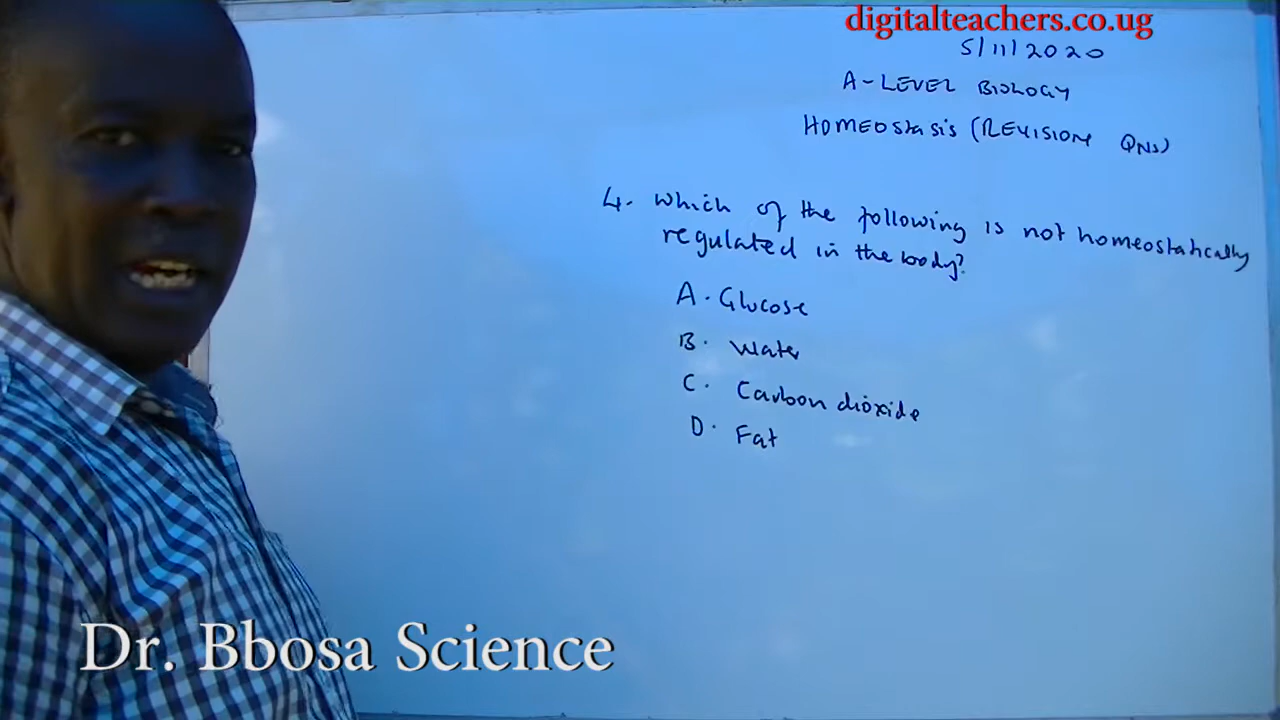 digitalteachers.co.ug
5/11/2020
A-LEVEL BIOLOGY
HOMEOSTASIS (REVISION QNS)
4. Which of the following is not homeostatically
regulated in the body?
A. Glucose
B. Water
C. Carbon dioxide
D. Fat
Dr. Bbosa Science